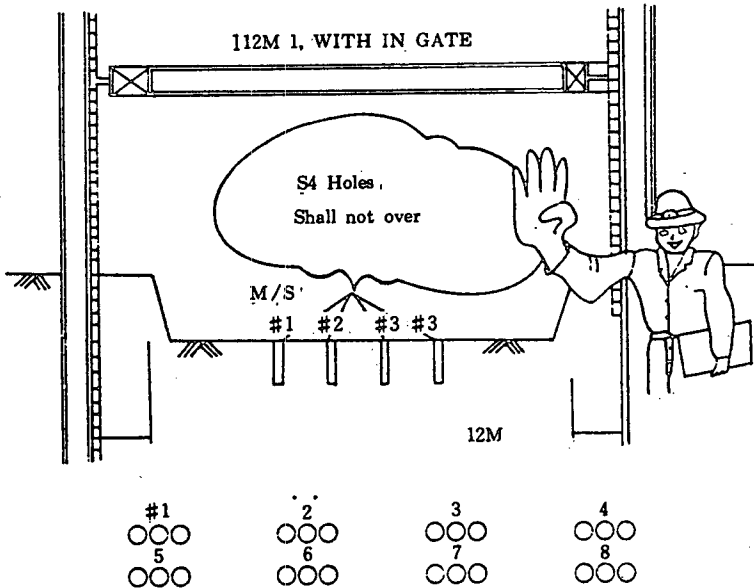 112M 1, WITH IN GATE
S4 Holes,
Shall not over
M/S'
#1 #2 #3 #3
12M
#1 2 3 4
5 6 7 8